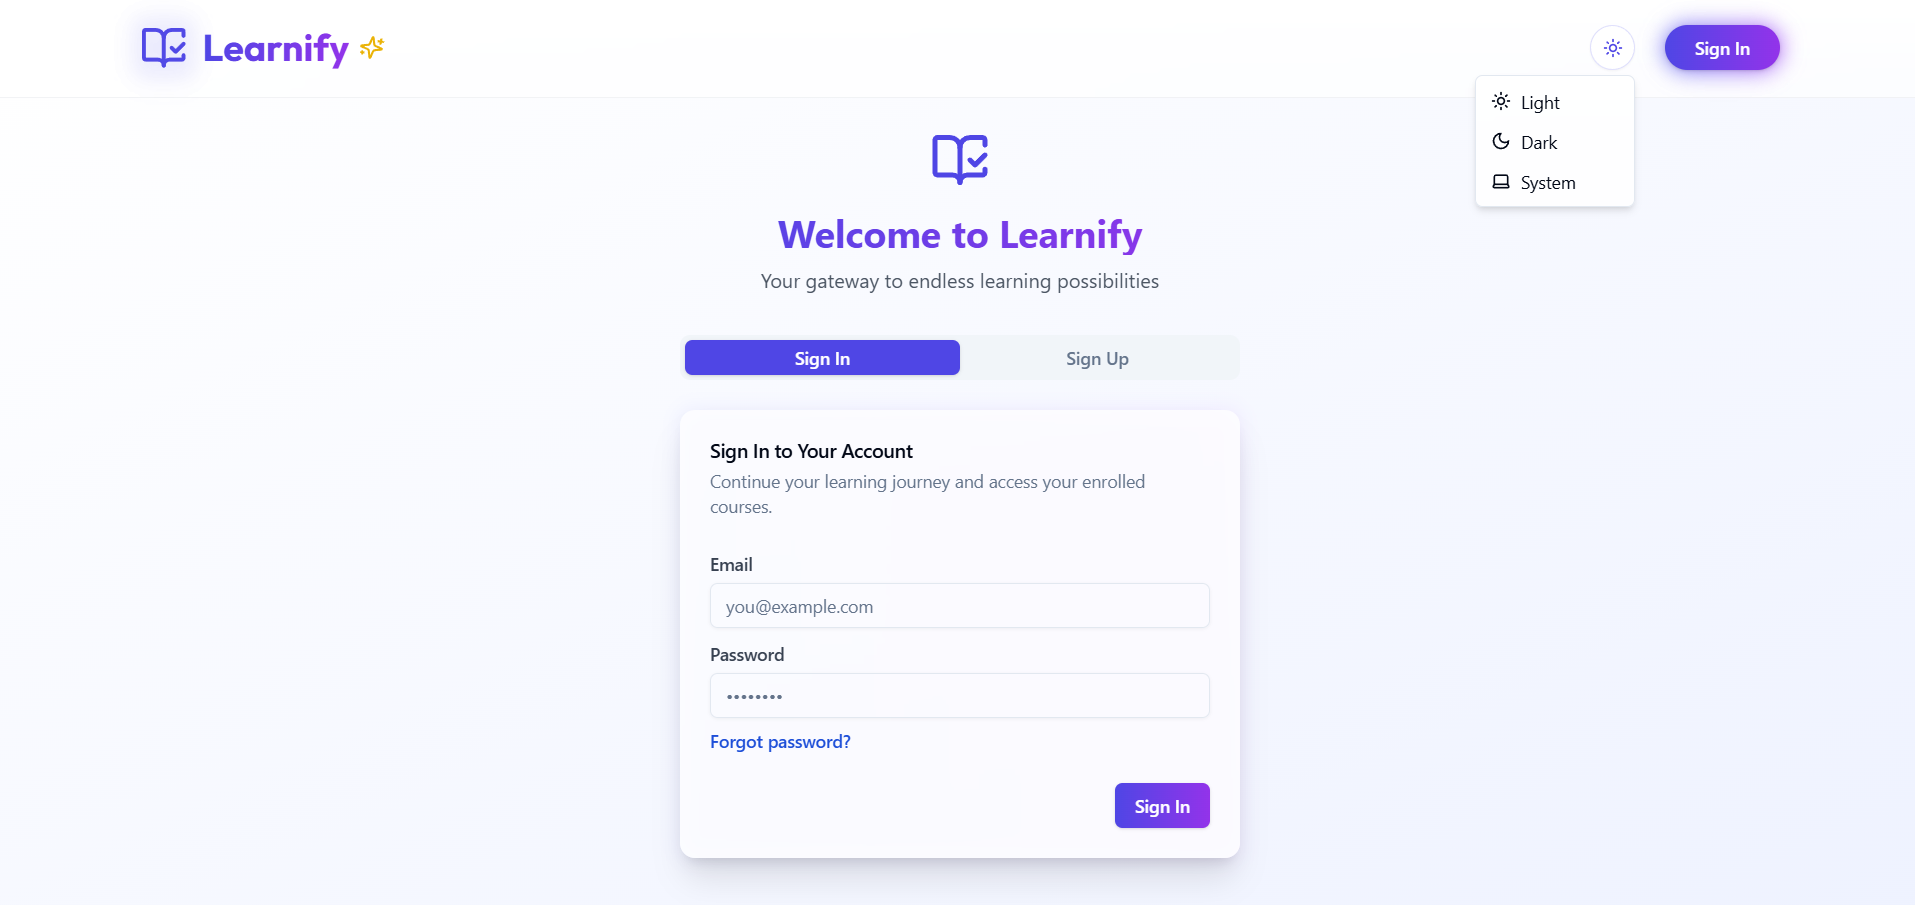 Learnify
Sign In
Light
Dark
System
Welcome to Learnify
Your gateway to endless learning possibilities
Sign In
Sign Up
Sign In to Your Account
Continue your learning journey and access your enrolled
courses.
Email
you@example.com
Password
••••••••
Forgot password?
Sign In